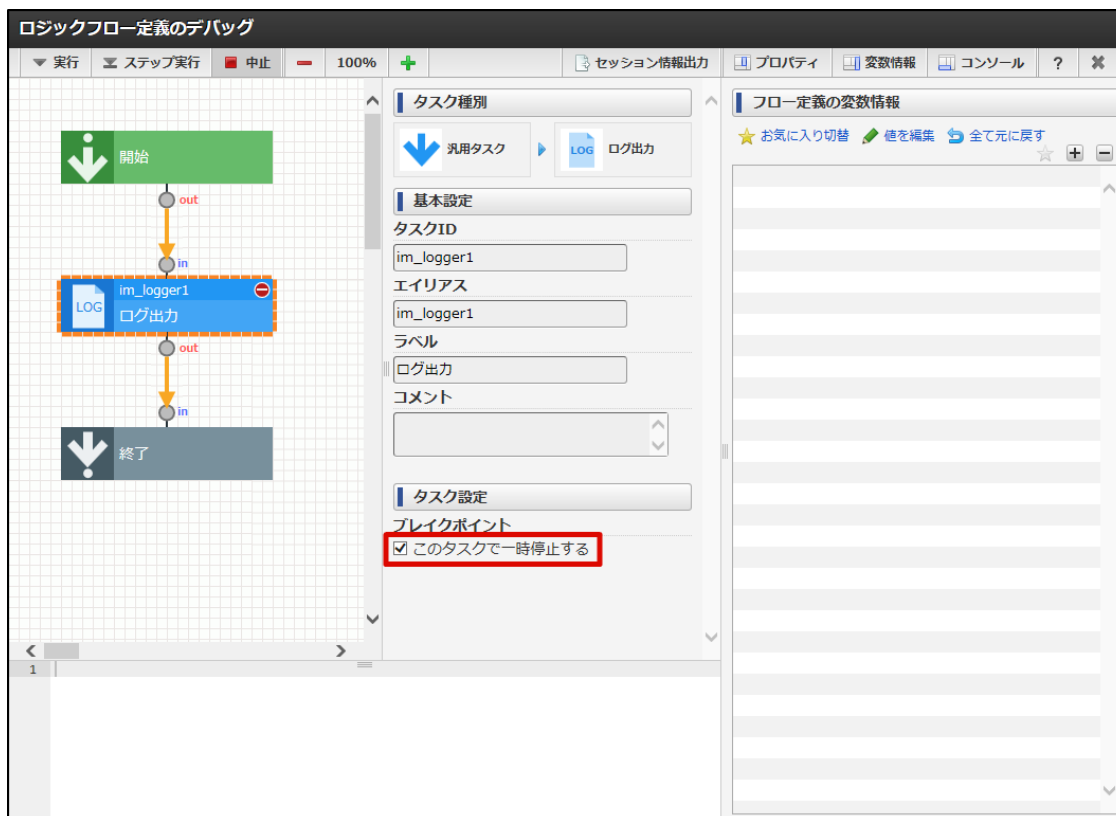 ロジックフロー定義のデバッグ
実行 ステップ実行 中止 100% セッション情報出力 プロパティ 変数情報 コンソール ?
開始
out
in
im_logger1
LOG
ログ出力
out
in
終了
タスク種別
汎用タスク LOG ログ出力
基本設定
タスクID
im_logger1
エイリアス
im_logger1
ラベル
ログ出力
コメント
タスク設定
ブレイクポイント
このタスクで一時停止する
フロー定義の変数情報
お気に入り切替 値を編集 全て元に戻す
1